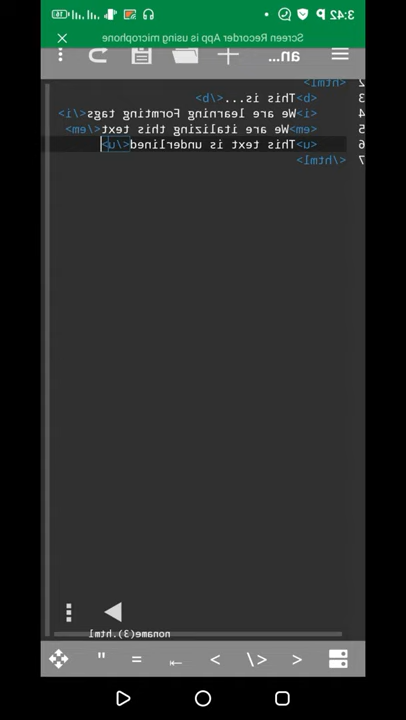 3:42
Screen Recorder App is using microphone
an...
2 <html>
3 <b>This is...</b>
4 <i>We are learning Formting tags</i>
5 <em>We are italizing this text</em>
6 <u>This text is underlined</u>
7 </html>
noname(3).html
< /> > = "